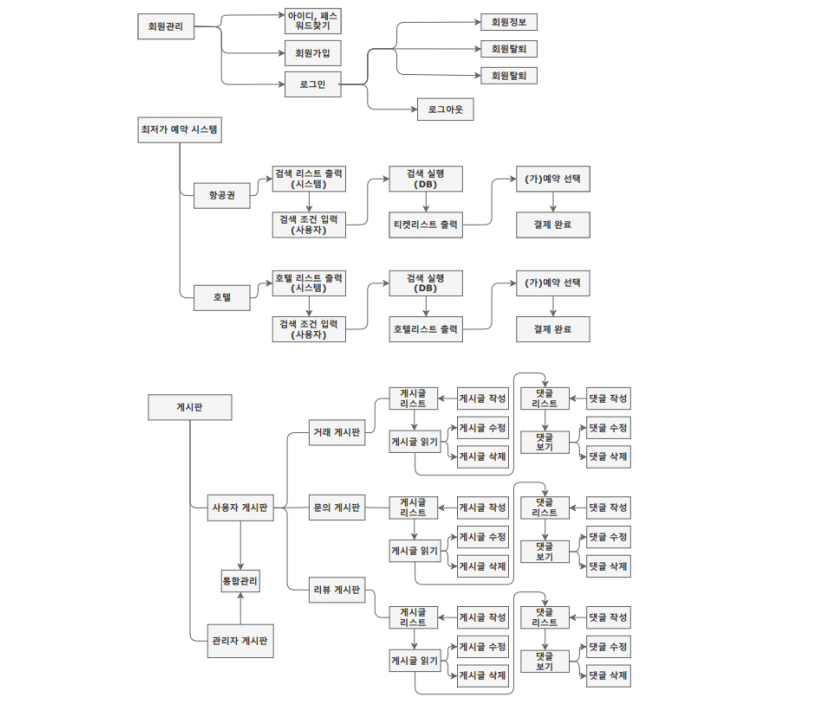 회원관리
아이디, 패스
워드찾기
회원가입
로그인
회원정보
회원탈퇴
회원탈퇴
로그아웃
최저가 예약 시스템
항공권
검색 리스트 출력
(시스템)
검색 조건 입력
(사용자)
검색 실행
(DB)
티켓리스트 출력
(가)예약 선택
결제 완료
호텔
호텔 리스트 출력
(시스템)
검색 조건 입력
(사용자)
검색 실행
(DB)
호텔리스트 출력
(가)예약 선택
결제 완료
게시판
사용자 게시판
통합관리
관리자 게시판
거래 게시판
게시글
리스트
게시글 작성
게시글 읽기
게시글 수정
게시글 삭제
댓글
리스트
댓글 작성
댓글
보기
댓글 수정
댓글 삭제
문의 게시판
게시글
리스트
게시글 작성
게시글 읽기
게시글 수정
게시글 삭제
댓글
리스트
댓글 작성
댓글
보기
댓글 수정
댓글 삭제
리뷰 게시판
게시글
리스트
게시글 작성
게시글 읽기
게시글 수정
게시글 삭제
댓글
리스트
댓글 작성
댓글
보기
댓글 수정
댓글 삭제